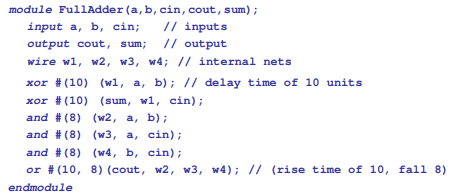 module FullAdder(a,b,cin,cout,sum);
input a, b, cin; // inputs
output cout, sum; // output
wire w1, w2, w3, w4; // internal nets
xor #(10) (w1, a, b); // delay time of 10 units
xor #(10) (sum, w1, cin);
and #(8) (w2, a, b);
and #(8) (w3, a, cin);
and #(8) (w4, b, cin);
or #(10, 8)(cout, w2, w3, w4); // (rise time of 10, fall 8)
endmodule